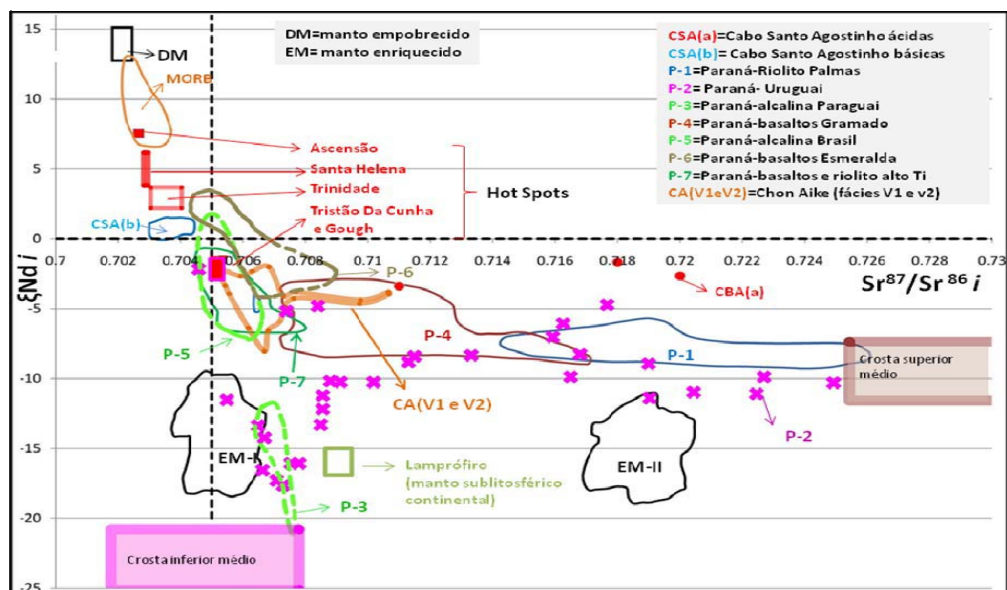 15
10
5
0
-5
-10
-15
-20
-25
ξNd i
DM= manto empobrecido
EM= manto enriquecido
DM
MORB
Ascensão
Santa Helena
Trinidade
Tristão Da Cunha
e Gough
Hot Spots
CSA(a)=Cabo Santo Agostinho ácidas
CSA(b)= Cabo Santo Agostinho básicas
P-1=Paraná-Riolito Palmas
P-2= Paraná- Uruguai
P-3=Paraná-alcalina Paraguai
P-4=Paraná-basaltos Gramado
P-5=Paraná-alcalina Brasil
P-6=Paraná-basaltos Esmeralda
P-7=Paraná-basaltos e riolito alto Ti
CA(V1eV2)=Chon Aike (fácies V1 e v2)
CSA(b)
0.7
0.702
0.704
0.706
0.708
0.71
0.712
0.714
0.716
0.718
0.72
0.722
0.724
0.726
0.728
0.73
Sr87/Sr 86 i
P-6
CBA(a)
P-4
P-1
P-5
P-7
CA(V1 e V2)
Crosta superior
médio
P-2
EM-I
EM-II
Lamprófiro
(manto sublitosférico
continental)
P-3
Crosta inferior médio